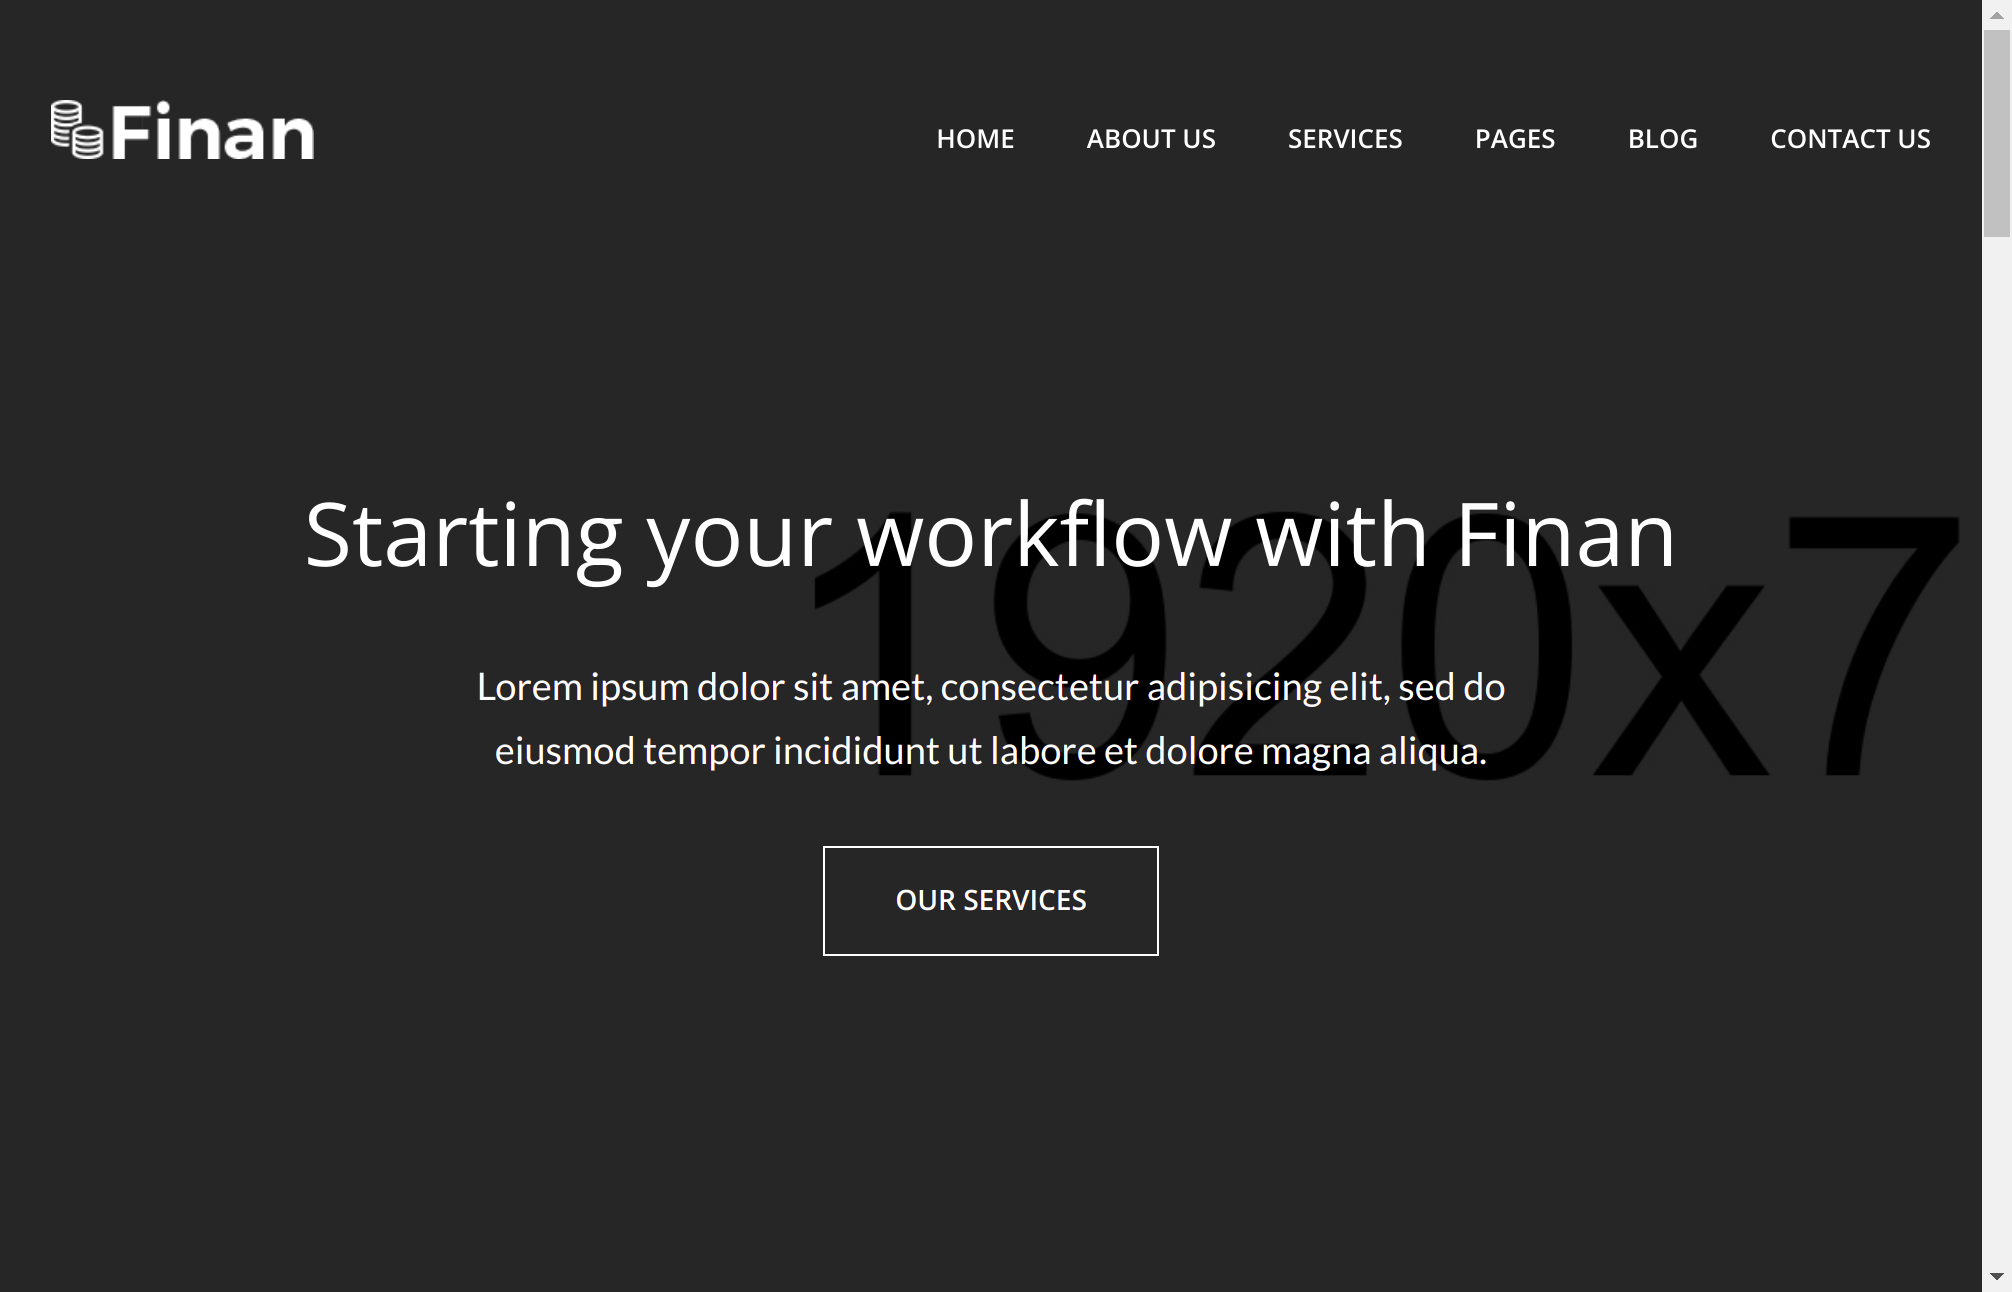 Finan
HOME ABOUT US SERVICES PAGES BLOG CONTACT US
Starting your workflow with Finan
1920x7
Lorem ipsum dolor sit amet, consectetur adipisicing elit, sed do
eiusmod tempor incididunt ut labore et dolore magna aliqua.
OUR SERVICES